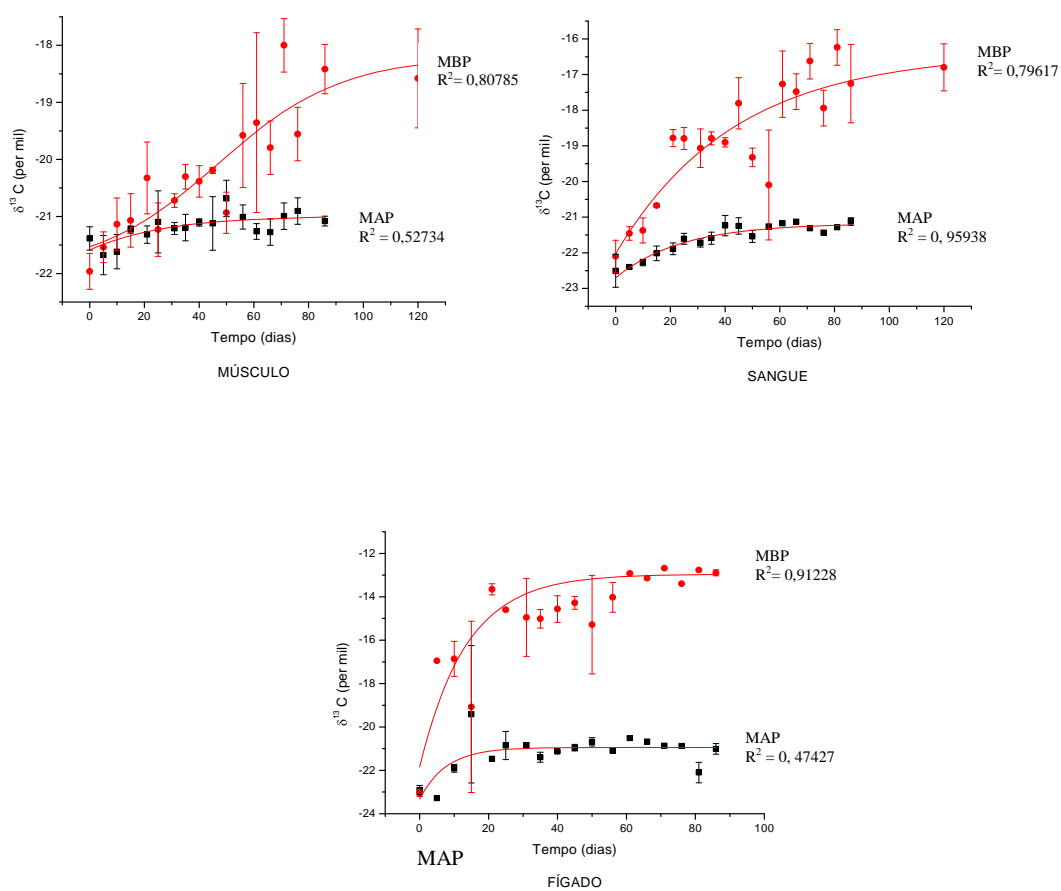 -18
-19
-20
-21
-22
δ¹³ C (per mil)
0 20 40 60 80 100 120
Tempo (dias)
MÚSCULO
MBP
R²= 0,80785
MAP
R² = 0,52734
-16
-17
-18
-19
-20
-21
-22
-23
δ¹³ C (per mil)
0 20 40 60 80 100 120
Tempo (dias)
SANGUE
MBP
R²= 0,79617
MAP
R² = 0, 95938
-12
-14
-16
-18
-20
-22
-24
δ¹³ C (per mil)
0 20 40 60 80 100
MAP
Tempo (dias)
FÍGADO
MBP
R²= 0,91228
MAP
R² = 0, 47427